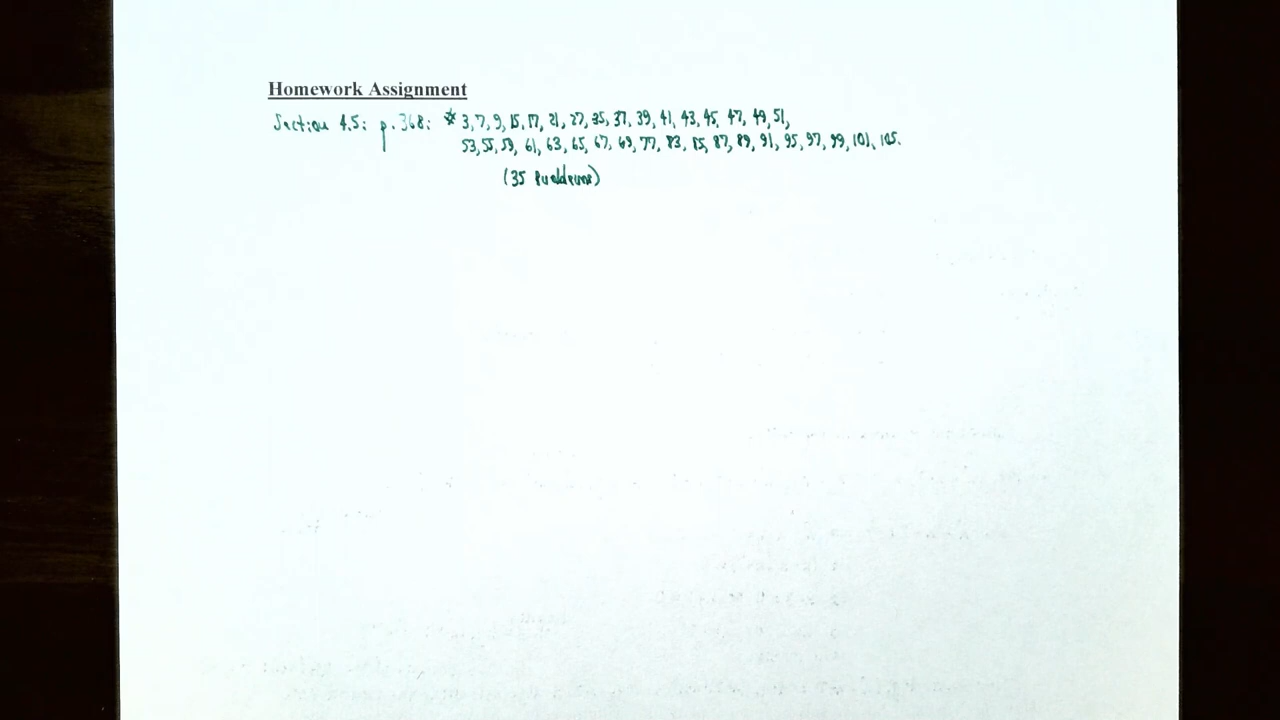 Homework Assignment
Section 4.5: p.368: # 3,7,9,15,17,21,27,35,37,39,41,43,45,47,49,51,
53,55,59,61,63,65,67,69,77,83,85,87,89,91,95,97,99,101,105.
(35 Problems)